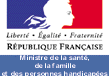 Liberté • Égalité • Fraternité
RÉPUBLIQUE FRANÇAISE
Ministère de la santé,
de la famille
et des personnes handicapées